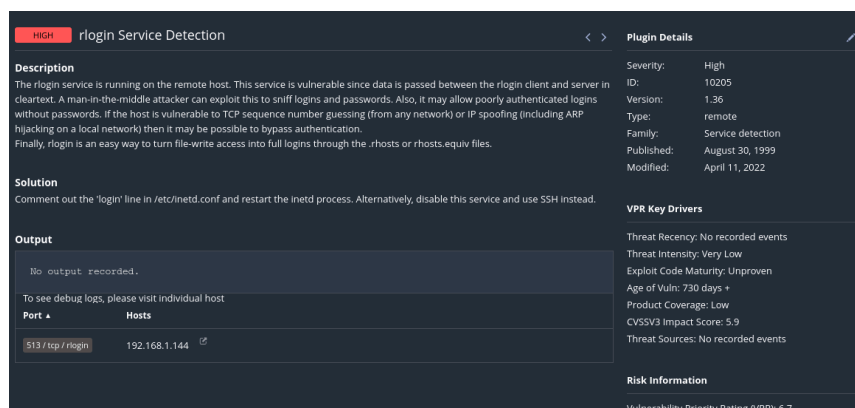 HIGH rlogin Service Detection < >
Description
The rlogin service is running on the remote host. This service is vulnerable since data is passed between the rlogin client and server in
cleartext. A man-in-the-middle attacker can exploit this to sniff logins and passwords. Also, it may allow poorly authenticated logins
without passwords. If the host is vulnerable to TCP sequence number guessing (from any network) or IP spoofing (including ARP
hijacking on a local network) then it may be possible to bypass authentication.
Finally, rlogin is an easy way to turn file-write access into full logins through the .rhosts or rhosts.equiv files.
Solution
Comment out the 'login' line in /etc/inetd.conf and restart the inetd process. Alternatively, disable this service and use SSH instead.
Output
No output recorded.
To see debug logs, please visit individual host
Port ▲ Hosts
513 / tcp / rlogin 192.168.1.144
Plugin Details
Severity: High
ID: 10205
Version: 1.36
Type: remote
Family: Service detection
Published: August 30, 1999
Modified: April 11, 2022
VPR Key Drivers
Threat Recency: No recorded events
Threat Intensity: Very Low
Exploit Code Maturity: Unproven
Age of Vuln: 730 days +
Product Coverage: Low
CVSSV3 Impact Score: 5.9
Threat Sources: No recorded events
Risk Information
Vulnerability Priority Rating (VPR): 6.7